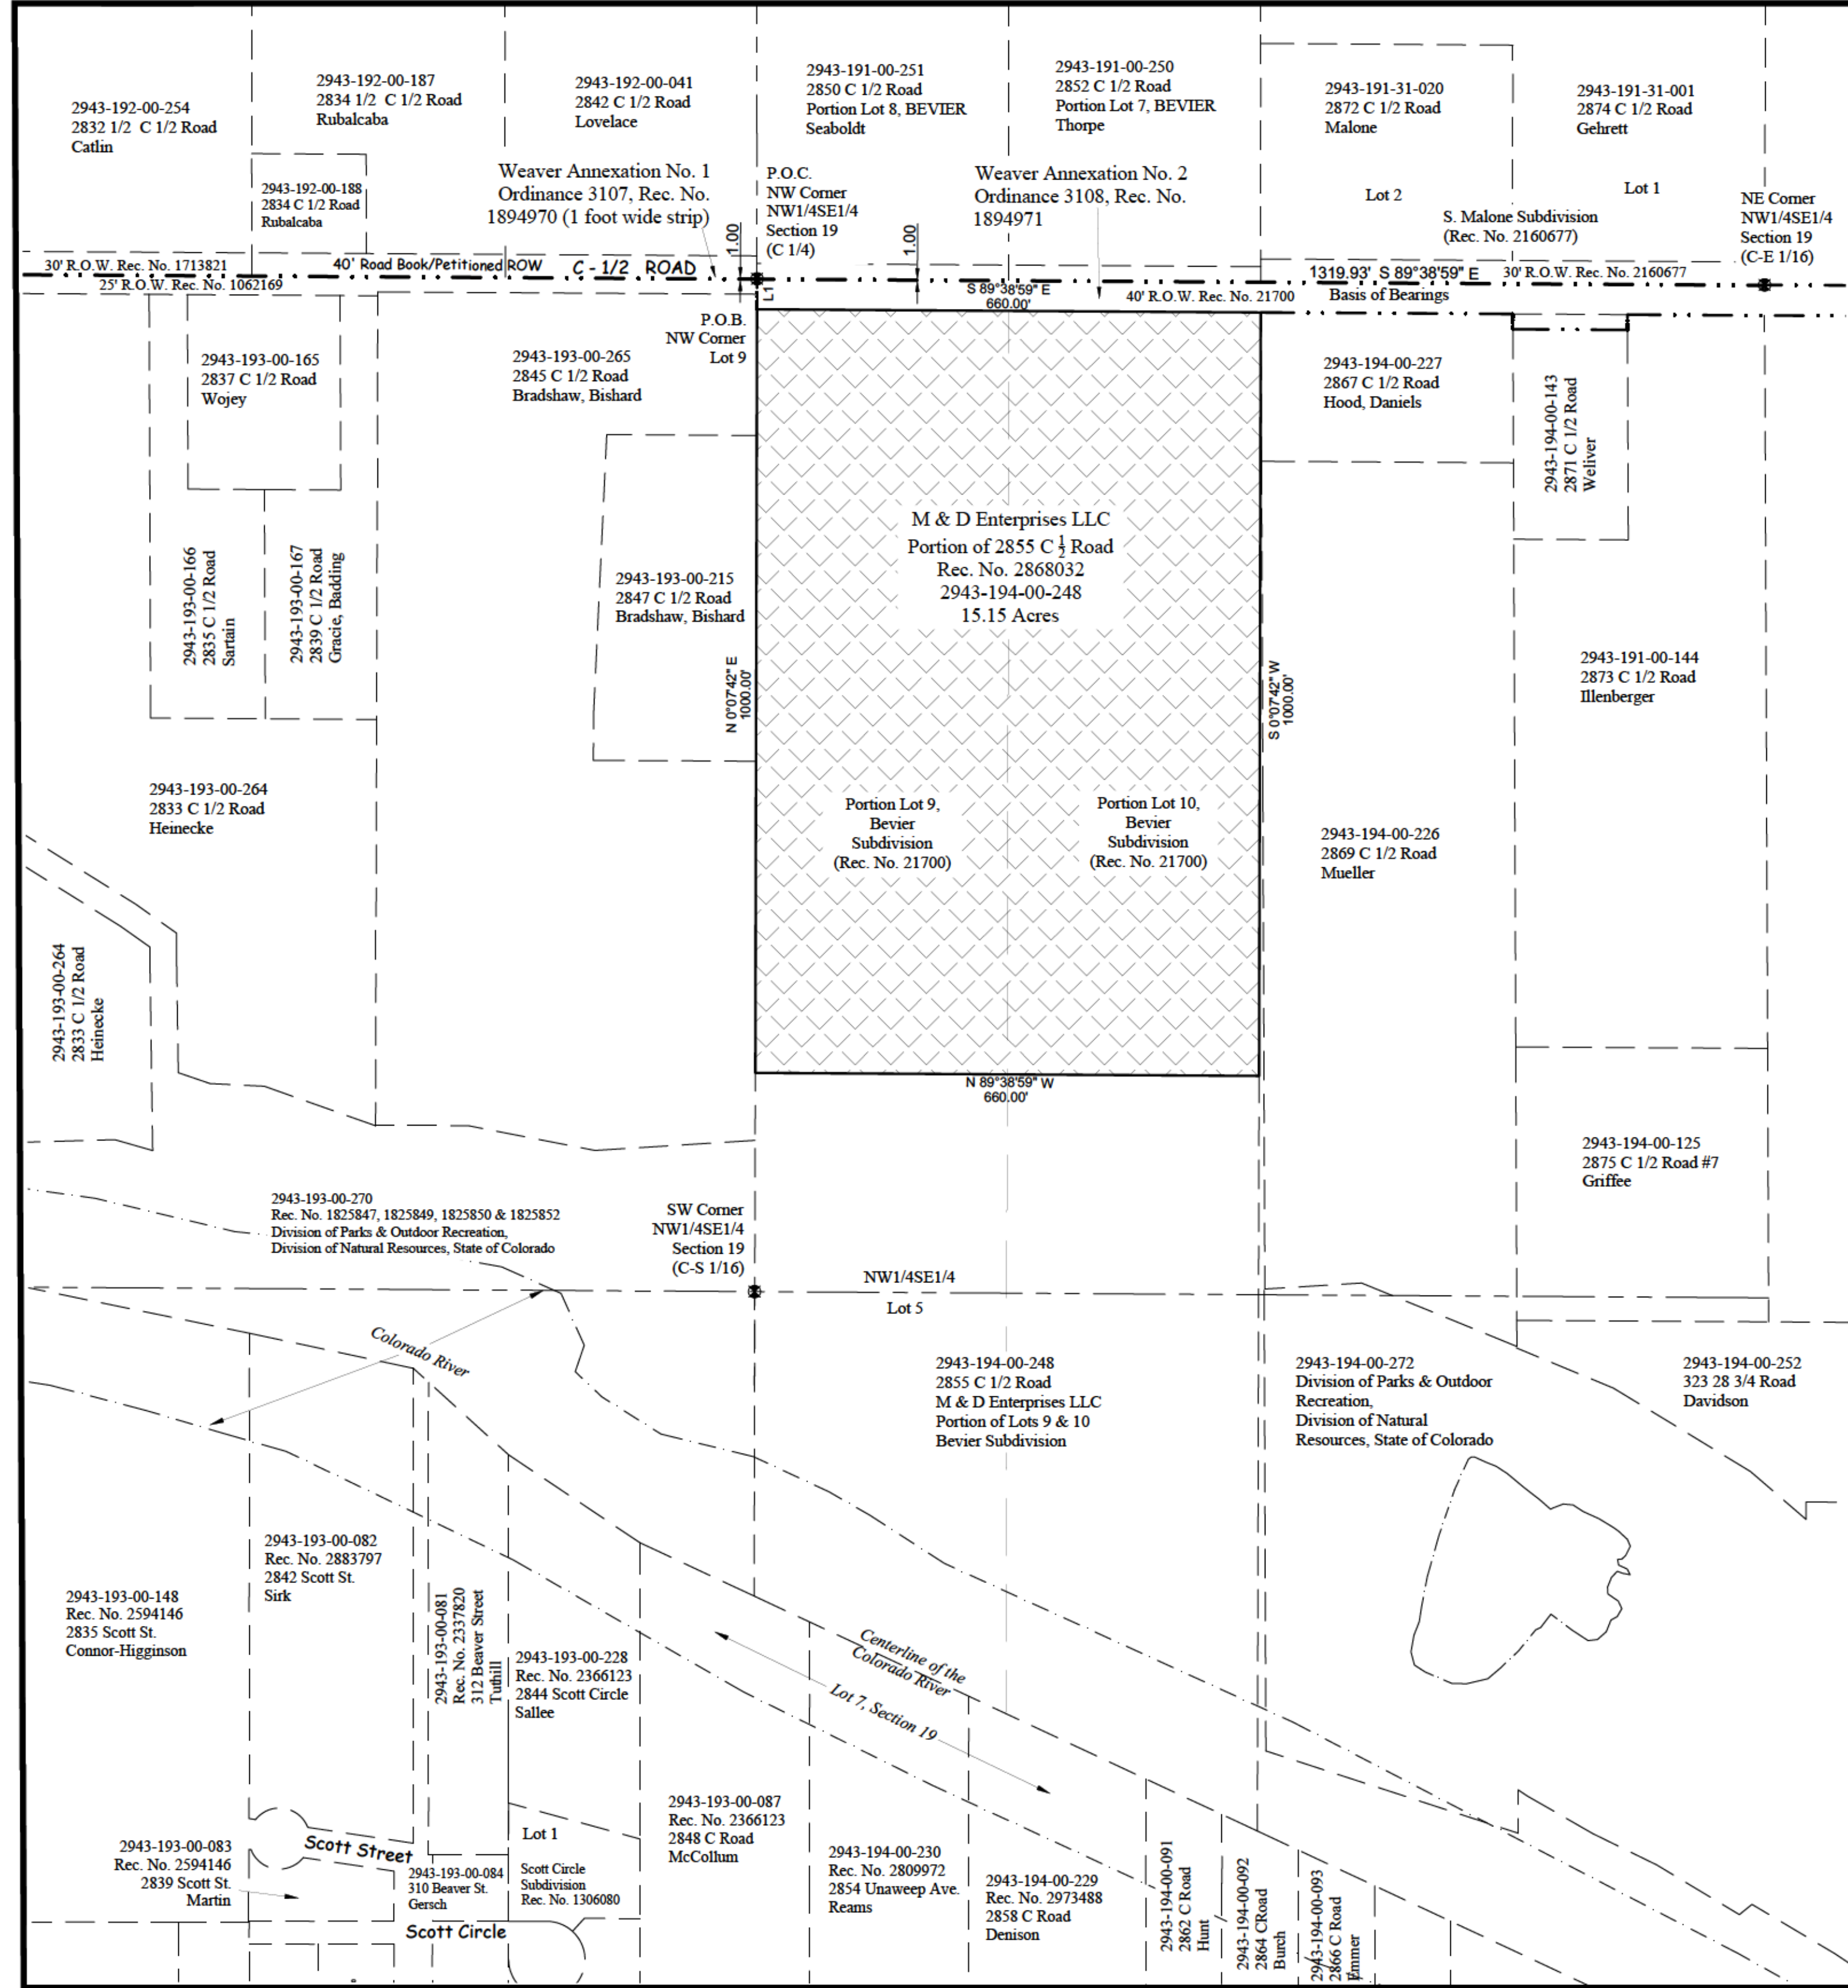 2943-192-00-254
2832 1/2 C 1/2 Road
Catlin
2943-192-00-187
2834 1/2 C 1/2 Road
Rubalcaba
2943-192-00-041
2842 C 1/2 Road
Lovelace
2943-191-00-251
2850 C 1/2 Road
Portion Lot 8, BEVIER
Seaboldt
2943-191-00-250
2852 C 1/2 Road
Portion Lot 7, BEVIER
Thorpe
2943-191-31-020
2872 C 1/2 Road
Malone
2943-191-31-001
2874 C 1/2 Road
Gehrett
2943-192-00-188
2834 C 1/2 Road
Rubalcaba
Weaver Annexation No. 1
Ordinance 3107, Rec. No.
1894970 (1 foot wide strip)
P.O.C.
NW Corner
NW1/4SE1/4
Section 19
(C 1/4)
Weaver Annexation No. 2
Ordinance 3108, Rec. No.
1894971
Lot 2
Lot 1
S. Malone Subdivision
(Rec. No. 2160677)
NE Corner
NW1/4SE1/4
Section 19
(C-E 1/16)
1.00
1.00
30' R.O.W. Rec. No. 1713821
40' Road Book/Petitioned ROW
C - 1/2 ROAD
25' R.O.W. Rec. No. 1062169
L1
S 89°38'59" E
660.00'
40' R.O.W. Rec. No. 21700
1319.93' S 89°38'59" E
Basis of Bearings
30' R.O.W. Rec. No. 2160677
P.O.B.
NW Corner
Lot 9
2943-193-00-165
2837 C 1/2 Road
Wojey
2943-193-00-265
2845 C 1/2 Road
Bradshaw, Bishard
2943-194-00-227
2867 C 1/2 Road
Hood, Daniels
2943-194-00-143
2871 C 1/2 Road
Weliver
M & D Enterprises LLC
Portion of 2855 C 1/2 Road
Rec. No. 2868032
2943-194-00-248
15.15 Acres
2943-193-00-166
2835 C 1/2 Road
Sartain
2943-193-00-167
2839 C 1/2 Road
Gracie, Badding
2943-193-00-215
2847 C 1/2 Road
Bradshaw, Bishard
N 0°07'42" E
1000.00'
S 0°07'42" W
1000.00'
2943-191-00-144
2873 C 1/2 Road
Illenberger
2943-193-00-264
2833 C 1/2 Road
Heinecke
Portion Lot 9,
Bevier
Subdivision
(Rec. No. 21700)
Portion Lot 10,
Bevier
Subdivision
(Rec. No. 21700)
2943-194-00-226
2869 C 1/2 Road
Mueller
2943-193-00-264
2833 C 1/2 Road
Heinecke
N 89°38'59" W
660.00'
2943-194-00-125
2875 C 1/2 Road #7
Griffee
2943-193-00-270
Rec. No. 1825847, 1825849, 1825850 & 1825852
Division of Parks & Outdoor Recreation,
Division of Natural Resources, State of Colorado
SW Corner
NW1/4SE1/4
Section 19
(C-S 1/16)
NW1/4SE1/4
Lot 5
Colorado River
2943-194-00-248
2855 C 1/2 Road
M & D Enterprises LLC
Portion of Lots 9 & 10
Bevier Subdivision
2943-194-00-272
Division of Parks & Outdoor
Recreation,
Division of Natural
Resources, State of Colorado
2943-194-00-252
323 28 3/4 Road
Davidson
2943-193-00-082
Rec. No. 2883797
2842 Scott St.
Sirk
2943-193-00-148
Rec. No. 2594146
2835 Scott St.
Connor-Higginson
2943-193-00-081
Rec. No. 2337820
312 Beaver Street
Tuthill
2943-193-00-228
Rec. No. 2366123
2844 Scott Circle
Sallee
Centerline of the
Colorado River
Lot 7, Section 19
2943-193-00-087
Rec. No. 2366123
2848 C Road
McCollum
2943-193-00-083
Rec. No. 2594146
2839 Scott St.
Martin
Scott Street
2943-193-00-084
310 Beaver St.
Gersch
Lot 1
Scott Circle
Subdivision
Rec. No. 1306080
Scott Circle
2943-194-00-230
Rec. No. 2809972
2854 Unaweep Ave.
Reams
2943-194-00-229
Rec. No. 2973488
2858 C Road
Denison
2943-194-00-091
2862 C Road
Hunt
2943-194-00-092
2864 CRoad
Burch
2943-194-00-093
2866 C Road
Emmer